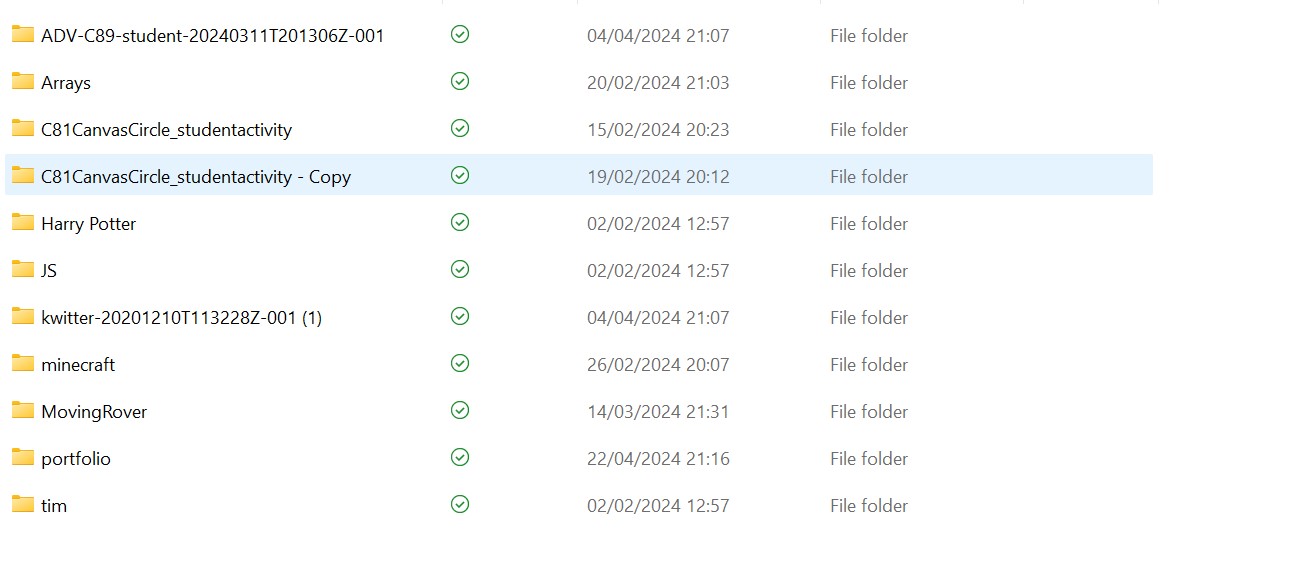 ADV-C89-student-20240311T201306Z-001 04/04/2024 21:07 File folder
Arrays 20/02/2024 21:03 File folder
C81CanvasCircle_studentactivity 15/02/2024 20:23 File folder
C81CanvasCircle_studentactivity - Copy 19/02/2024 20:12 File folder
Harry Potter 02/02/2024 12:57 File folder
JS 02/02/2024 12:57 File folder
kwitter-20201210T113228Z-001 (1) 04/04/2024 21:07 File folder
minecraft 26/02/2024 20:07 File folder
MovingRover 14/03/2024 21:31 File folder
portfolio 22/04/2024 21:16 File folder
tim 02/02/2024 12:57 File folder